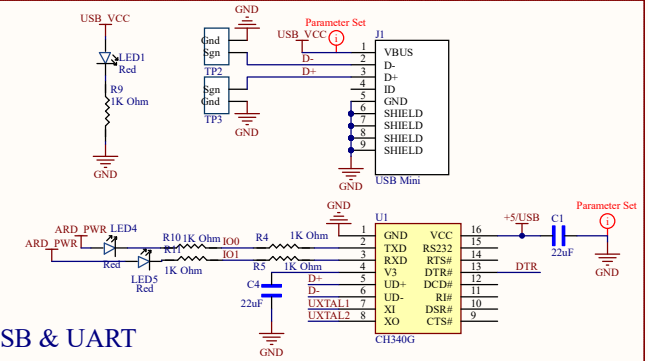 USB_VCC
LED1
Red
R9
1K Ohm
GND
GND
Gnd
Sgn
TP2
Sgn
Gnd
TP3
GND
Parameter Set
i
USB_VCC
D-
D+
J1
1 VBUS
2 D-
3 D+
4 ID
5 GND
6 SHIELD
7 SHIELD
8 SHIELD
9 SHIELD
USB Mini
GND
ARD_PWR
LED4
Red
ARD_PWR
LED5
Red
R10 1K Ohm
R11
1K Ohm
IO0
IO1
R4 1K Ohm
R5 1K Ohm
C4
22uF
GND
D+
D-
UXTAL1
UXTAL2
GND
U1
1 GND VCC 16
2 TXD RS232 15
3 RXD RTS# 14
4 V3 DTR# 13
5 UD+ DCD# 12
6 UD- RI# 11
7 XI DSR# 10
8 XO CTS# 9
CH340G
+5/USB
DTR
C1
22uF
Parameter Set
i
GND
SB & UART